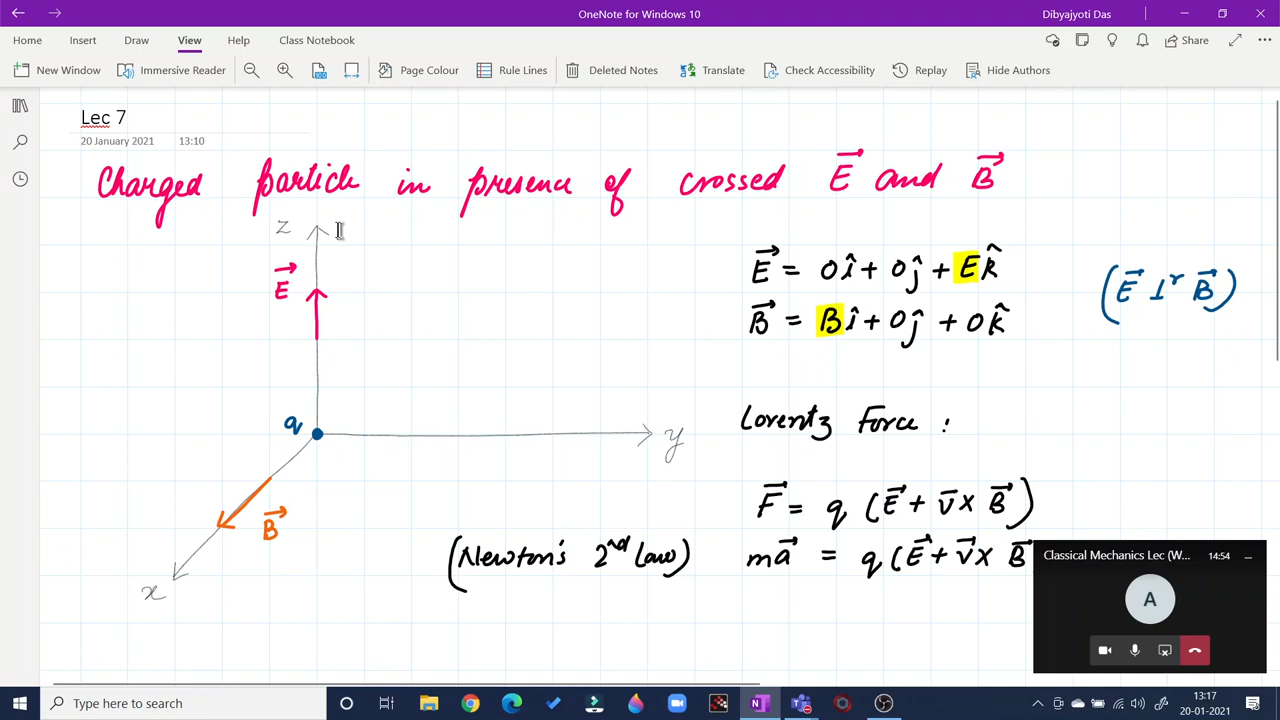 OneNote for Windows 10
Dibyajyoti Das
Home Insert Draw View Help Class Notebook
Share
New Window Immersive Reader Page Colour Rule Lines Deleted Notes Translate Check Accessibility Replay Hide Authors
Lec 7
20 January 2021 13:10
Charged particle in presence of crossed E⃗ and B⃗
z
E⃗
E⃗ = 0î + 0ĵ + Ek̂
(E⃗ ⊥ʳ B⃗)
B⃗ = Bî + 0ĵ + 0k̂
q
y
Lorentz Force :
B⃗
x
F⃗ = q (E⃗ + v⃗ × B⃗)
(Newton's 2nd Law) ma⃗ = q(E⃗ + v⃗ × B⃗
Classical Mechanics Lec (W... 14:54
A
Type here to search
13:17
20-01-2021